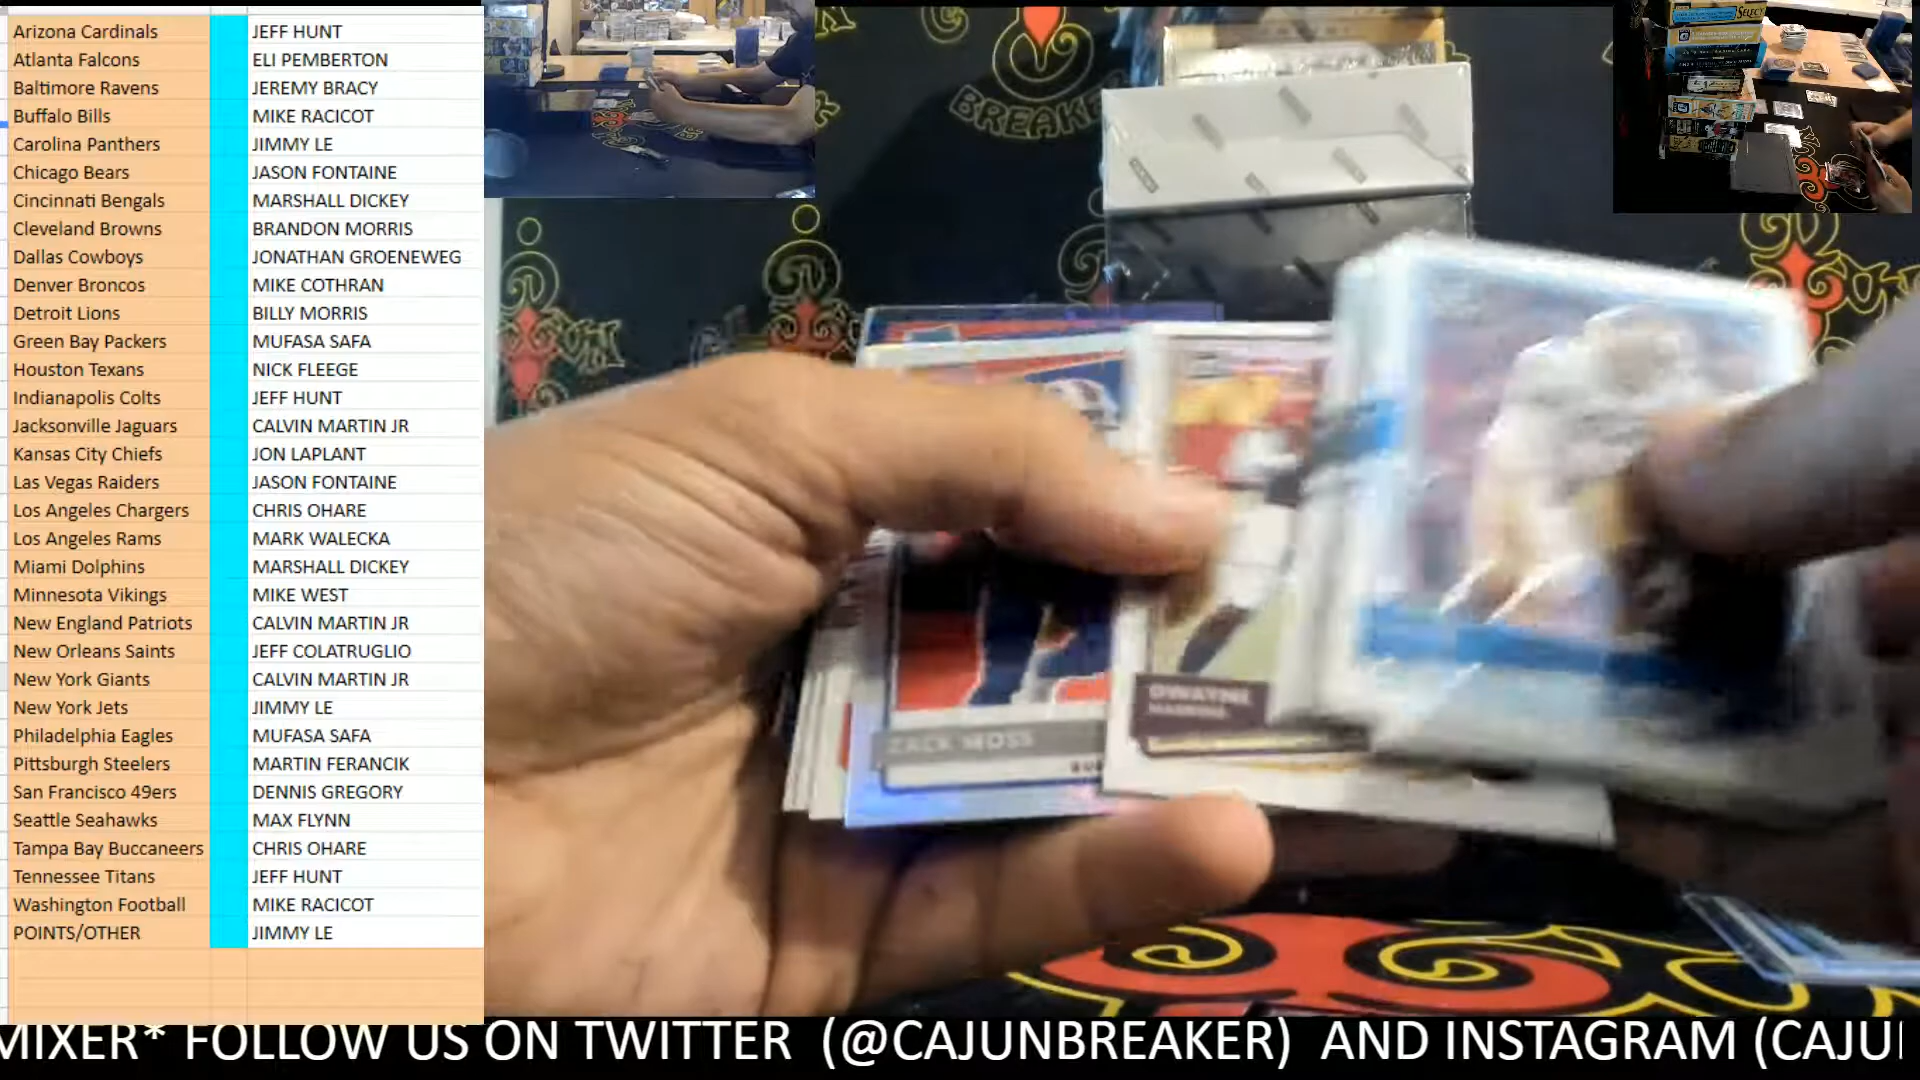 Arizona Cardinals JEFF HUNT
Atlanta Falcons ELI PEMBERTON
Baltimore Ravens JEREMY BRACY
Buffalo Bills MIKE RACICOT
Carolina Panthers JIMMY LE
Chicago Bears JASON FONTAINE
Cincinnati Bengals MARSHALL DICKEY
Cleveland Browns BRANDON MORRIS
Dallas Cowboys JONATHAN GROENEWEG
Denver Broncos MIKE COTHRAN
Detroit Lions BILLY MORRIS
Green Bay Packers MUFASA SAFA
Houston Texans NICK FLEEGE
Indianapolis Colts JEFF HUNT
Jacksonville Jaguars CALVIN MARTIN JR
Kansas City Chiefs JON LAPLANT
Las Vegas Raiders JASON FONTAINE
Los Angeles Chargers CHRIS OHARE
Los Angeles Rams MARK WALECKA
Miami Dolphins MARSHALL DICKEY
Minnesota Vikings MIKE WEST
New England Patriots CALVIN MARTIN JR
New Orleans Saints JEFF COLATRUGLIO
New York Giants CALVIN MARTIN JR
New York Jets JIMMY LE
Philadelphia Eagles MUFASA SAFA
Pittsburgh Steelers MARTIN FERANCIK
San Francisco 49ers DENNIS GREGORY
Seattle Seahawks MAX FLYNN
Tampa Bay Buccaneers CHRIS OHARE
Tennessee Titans JEFF HUNT
Washington Football MIKE RACICOT
POINTS/OTHER JIMMY LE
BREAKE
SELECT
ZACK MOSS
DWAYNE
MIXER* FOLLOW US ON TWITTER (@CAJUNBREAKER) AND INSTAGRAM (CAJU